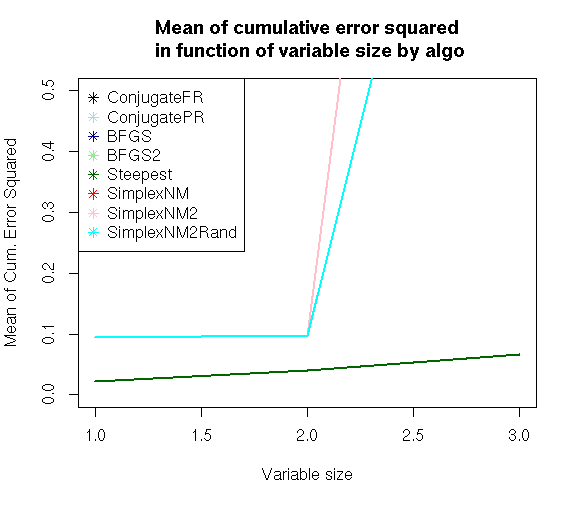 Mean of cumulative error squared
in function of variable size by algo
ConjugateFR
ConjugatePR
BFGS
BFGS2
Steepest
SimplexNM
SimplexNM2
SimplexNM2Rand
Mean of Cum. Error Squared
0.5
0.4
0.3
0.2
0.1
0.0
1.0 1.5 2.0 2.5 3.0
Variable size